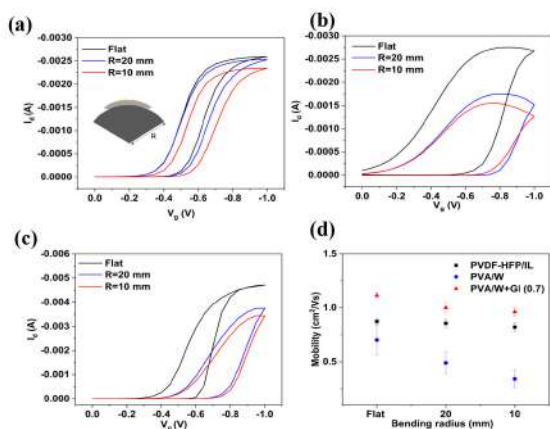 (a)
-0.0030
-0.0025
-0.0020
-0.0015
-0.0010
-0.0005
0.0000
Flat
R=20 mm
R=10 mm
R
0.0 -0.2 -0.4 -0.6 -0.8 -1.0
(V)
(A)
(b)
-0.0030
-0.0025
-0.0020
-0.0015
-0.0010
-0.0005
0.0000
Flat
R=20 mm
R=10 mm
0.0 -0.2 -0.4 -0.6 -0.8 -1.0
(V)
(A)
(c)
-0.006
-0.005
-0.004
-0.003
-0.002
-0.001
-0.000
Flat
R=20 mm
R=10 mm
0.0 -0.2 -0.4 -0.6 -0.8 -1.0
(V)
(A)
(d)
1.5
1.0
0.5
PVDF-HFP/IL
PVA/W
PVA/W+Gl (0.7)
Mobility (cm²/Vs)
Flat 20 10
Bending radius (mm)